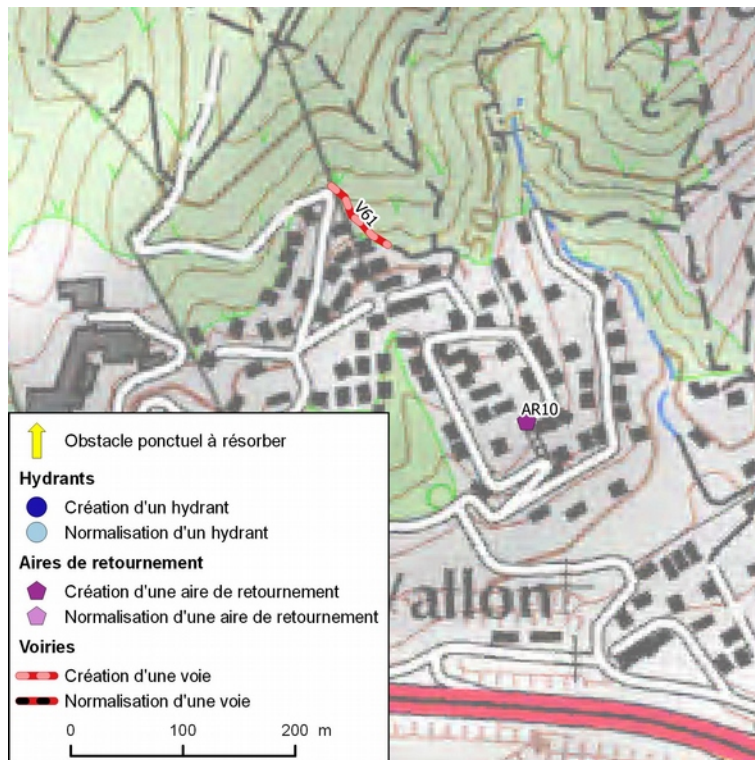 V61
50
AR10
allon
Obstacle ponctuel à résorber
Hydrants
Création d'un hydrant
Normalisation d'un hydrant
Aires de retournement
Création d'une aire de retournement
Normalisation d'une aire de retournement
Voiries
Création d'une voie
Normalisation d'une voie
0 100 200 m